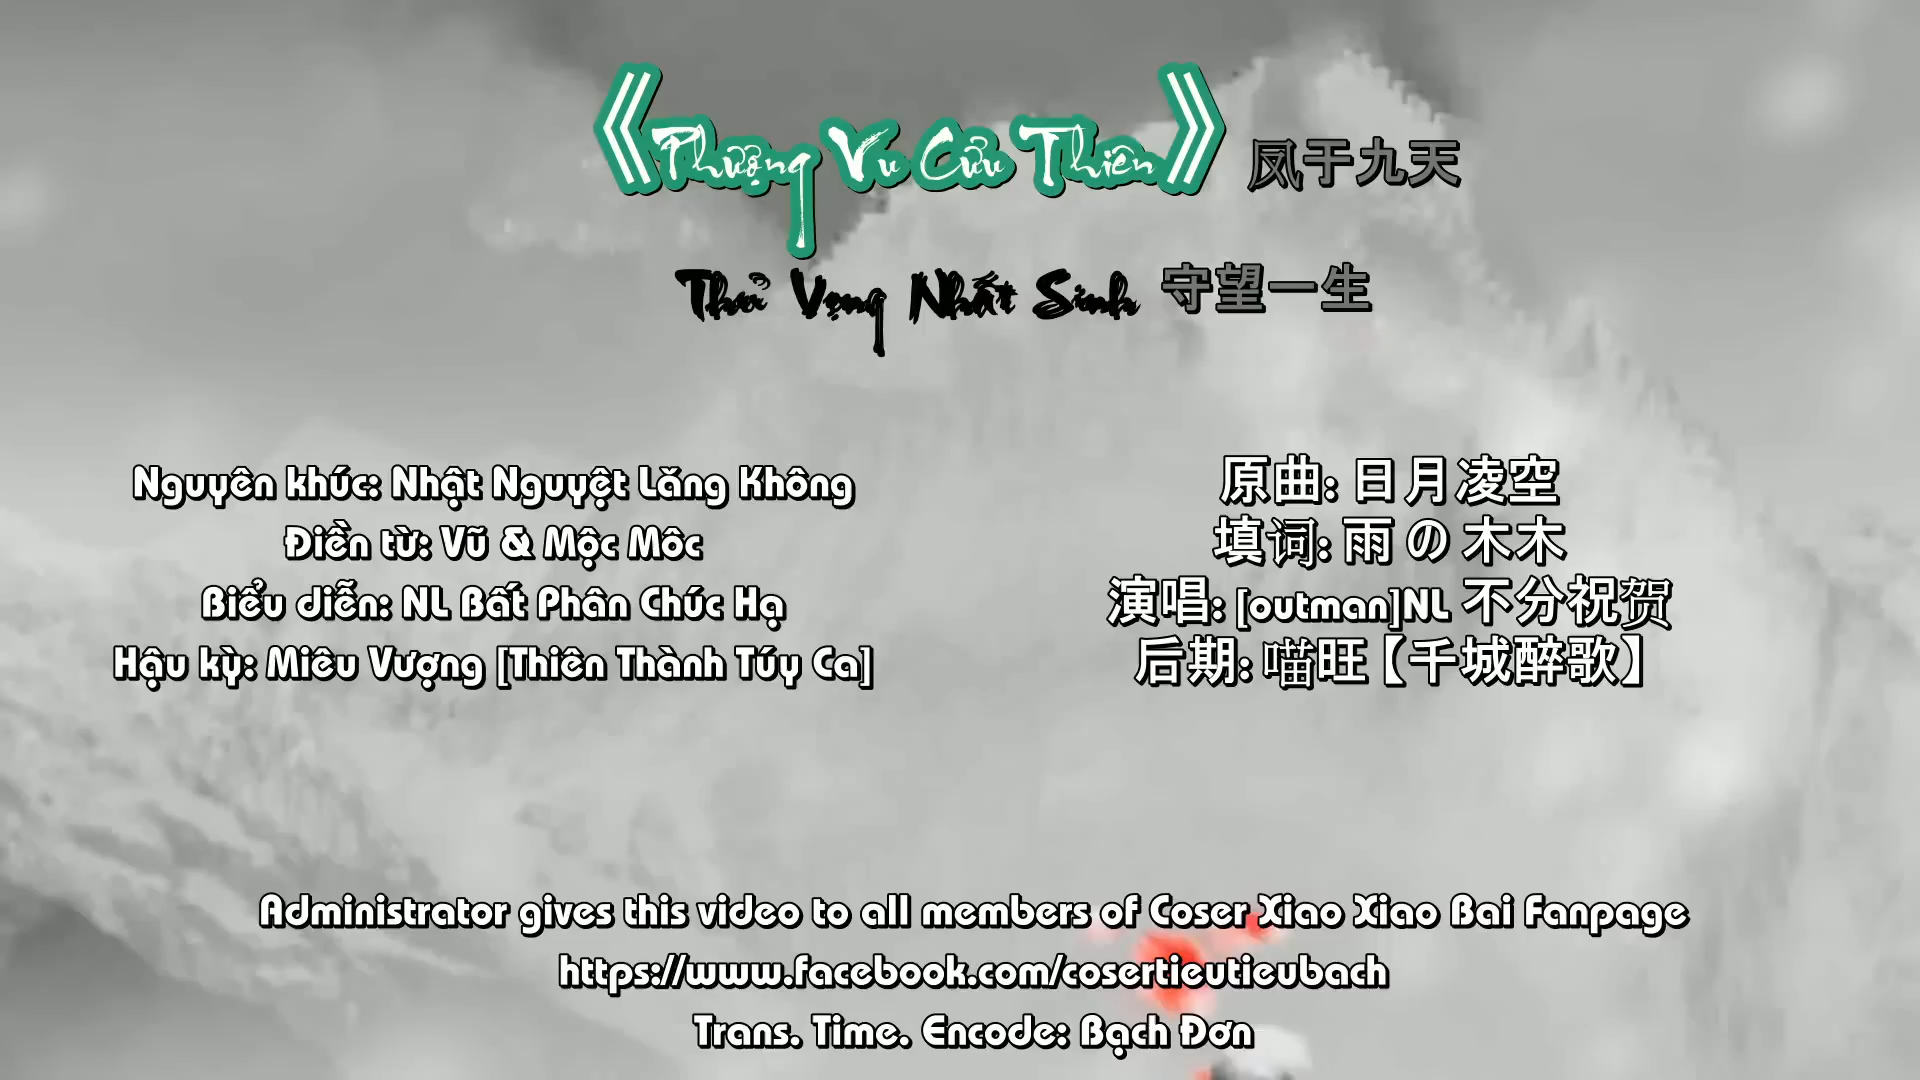 《Phượng Vu Cửu Thiên》 凤于九天
Thủ Vọng Nhất Sinh 守望一生
Nguyên khúc: Nhật Nguyệt Lăng Không
Điền từ: Vũ & Mộc Môc
Biểu diễn: NL Bất Phân Chúc Hạ
Hậu kỳ: Miêu Vượng [Thiên Thành Túy Ca]
原曲: 日月凌空
填词: 雨 の 木木
演唱: [outman]NL 不分祝贺
后期: 喵旺【千城醉歌】
Administrator gives this video to all members of Coser Xiao Xiao Bai Fanpage
https://www.facebook.com/cosertieutieubach
Trans. Time. Encode: Bạch Đơn